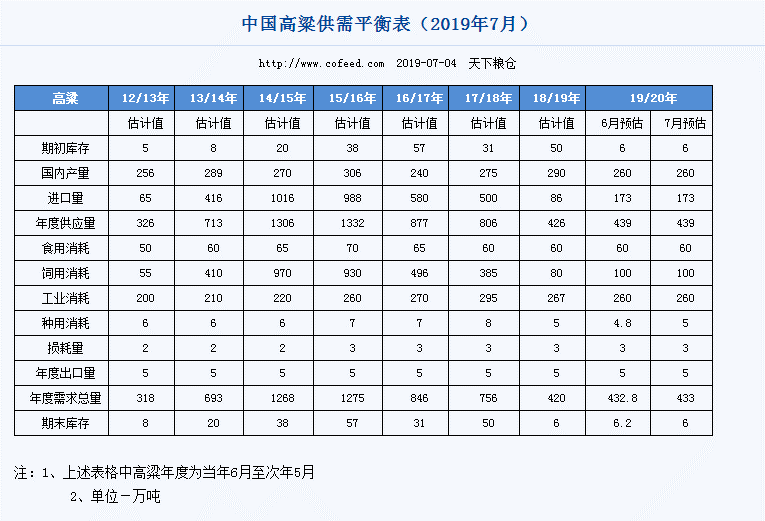 中国高粱供需平衡表（2019年7月）
http://www.cofeed.com 2019-07-04 天下粮仓
高粱 12/13年 13/14年 14/15年 15/16年 16/17年 17/18年 18/19年 19/20年
估计值 估计值 估计值 估计值 估计值 估计值 估计值 6月预估 7月预估
期初库存 5 8 20 38 57 31 50 6 6
国内产量 256 289 270 306 240 275 290 260 260
进口量 65 416 1016 988 580 500 86 173 173
年度供应量 326 713 1306 1332 877 806 426 439 439
食用消耗 50 60 65 70 65 60 60 60 60
饲用消耗 55 410 970 930 496 385 80 100 100
工业消耗 200 210 220 260 270 295 267 260 260
种用消耗 6 6 6 7 7 8 5 4.8 5
损耗量 2 2 2 3 3 3 3 3 3
年度出口量 5 5 5 5 5 5 5 5 5
年度需求总量 318 693 1268 1275 846 756 420 432.8 433
期末库存 8 20 38 57 31 50 6 6.2 6
注：1、上述表格中高粱年度为当年6月至次年5月
2、单位－万吨